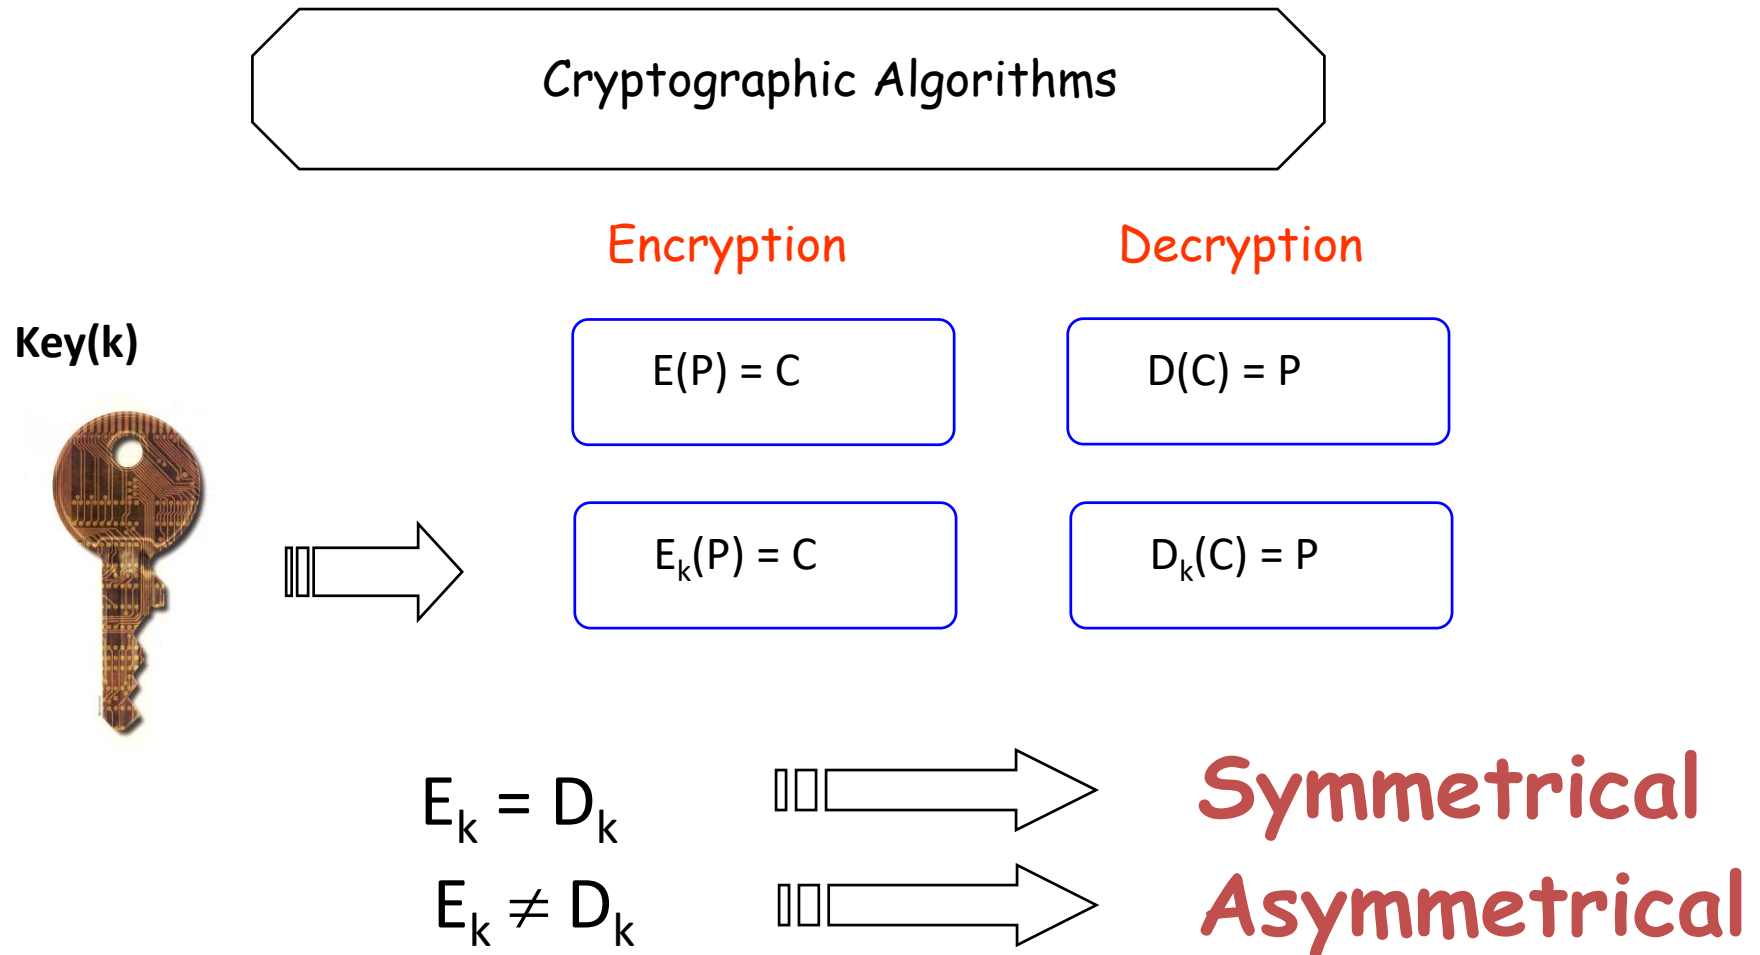 Cryptographic Algorithms
Encryption
Decryption
Key(k)
E(P) = C
D(C) = P
Eₖ(P) = C
Dₖ(C) = P
Eₖ = Dₖ
Symmetrical
Eₖ ≠ Dₖ
Asymmetrical